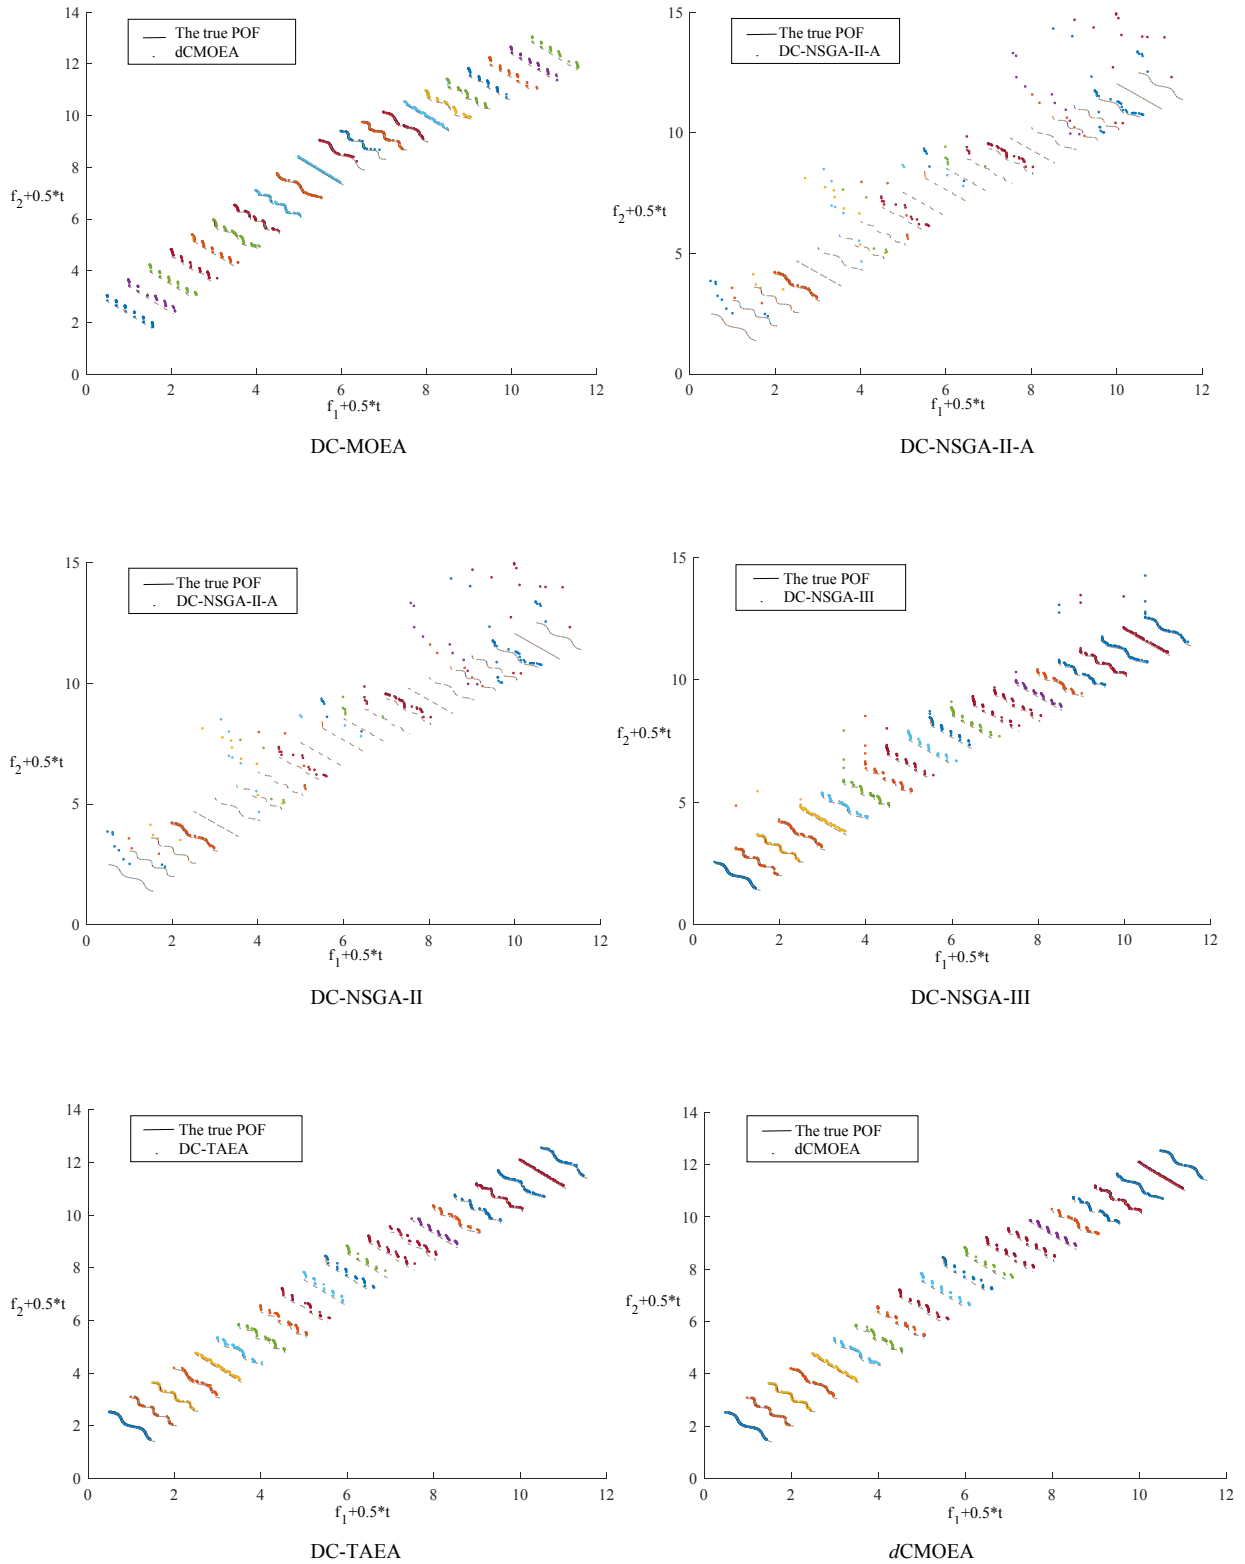 14
12
10
8
6
4
2
0
The true POF
dCMOEA
f2+0.5*t
0 2 4 6 8 10 12
f1+0.5*t
DC-MOEA
15
10
5
0
The true POF
DC-NSGA-II-A
f2+0.5*t
0 2 4 6 8 10 12
f1+0.5*t
DC-NSGA-II-A
15
10
5
0
The true POF
DC-NSGA-II-A
f2+0.5*t
0 2 4 6 8 10 12
f1+0.5*t
DC-NSGA-II
15
10
5
0
The true POF
DC-NSGA-III
f2+0.5*t
0 2 4 6 8 10 12
f1+0.5*t
DC-NSGA-III
14
12
10
8
6
4
2
0
The true POF
DC-TAEA
f2+0.5*t
0 2 4 6 8 10 12
f1+0.5*t
DC-TAEA
14
12
10
8
6
4
2
0
The true POF
dCMOEA
f2+0.5*t
0 2 4 6 8 10 12
f1+0.5*t
dCMOEA